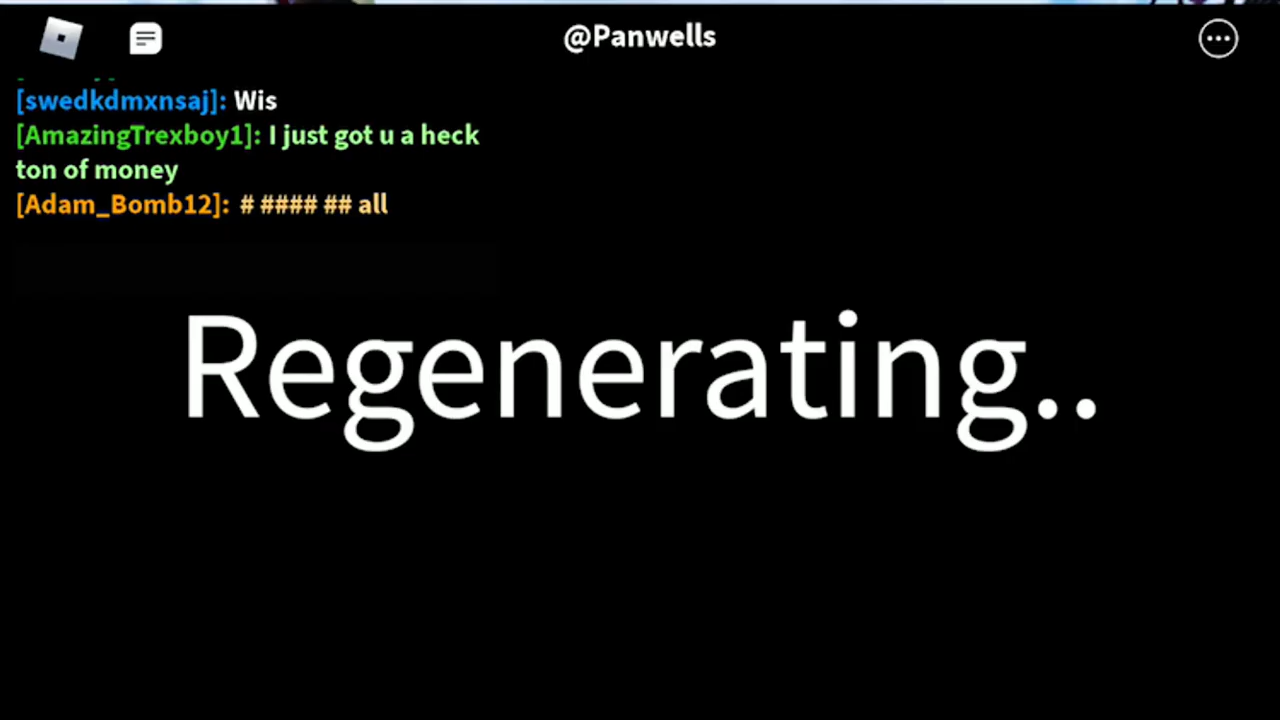 @Panwells
[swedkdmxnsaj]: Wis
[AmazingTrexboy1]: I just got u a heck
ton of money
[Adam_Bomb12]: # #### ## all
Regenerating..